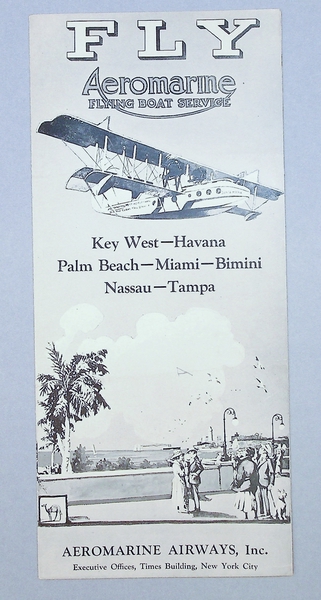 FLY
Aeromarine
FLYING BOAT SERVICE
Key West—Havana
Palm Beach—Miami—Bimini
Nassau—Tampa
AEROMARINE AIRWAYS, Inc.
Executive Offices, Times Building, New York City